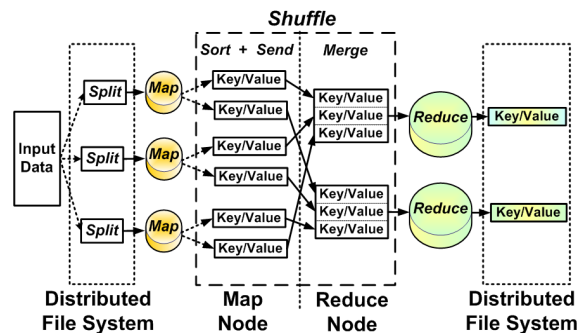 Shuffle
Sort + Send
Merge
Input
Data
Split
Split
Split
Map
Map
Map
Key/Value
Key/Value
Key/Value
Key/Value
Key/Value
Key/Value
Key/Value
Key/Value
Key/Value
Key/Value
Key/Value
Key/Value
Reduce
Reduce
Key/Value
Key/Value
Distributed
File System
Map
Node
Reduce
Node
Distributed
File System